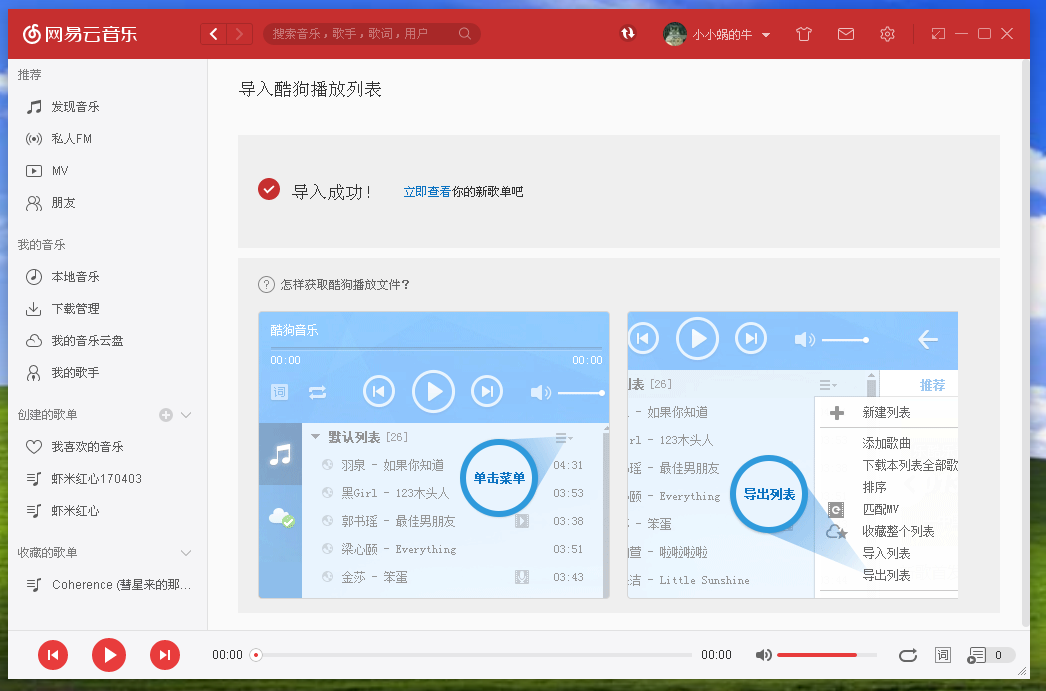 网易云音乐
搜索音乐，歌手，歌词，用户
小小蜗的牛
推荐
发现音乐
私人FM
MV
朋友
我的音乐
本地音乐
下载管理
我的音乐云盘
我的歌手
创建的歌单
我喜欢的音乐
虾米红心170403
虾米红心
收藏的歌单
Coherence (彗星来的那...
导入酷狗播放列表
导入成功！ 立即查看你的新歌单吧
怎样获取酷狗播放文件?
酷狗音乐
00:00 00:00
词
默认列表 [26]
羽泉 - 如果你知道 04:31
黑Girl - 123木头人 03:53
郭书瑶 - 最佳男朋友 03:38
梁心颐 - Everything 03:51
金莎 - 笨蛋 03:43
单击菜单
列表 [26]
推荐
- 如果你知道
rl - 123木头人
瑶 - 最佳男朋友
颐 - Everything
- 笨蛋
萱 - 啦啦啦啦
洁 - Little Sunshine
导出列表
新建列表
添加歌曲
下载本列表全部歌
排序
匹配MV
收藏整个列表
导入列表
导出列表
00:00 00:00 词 0